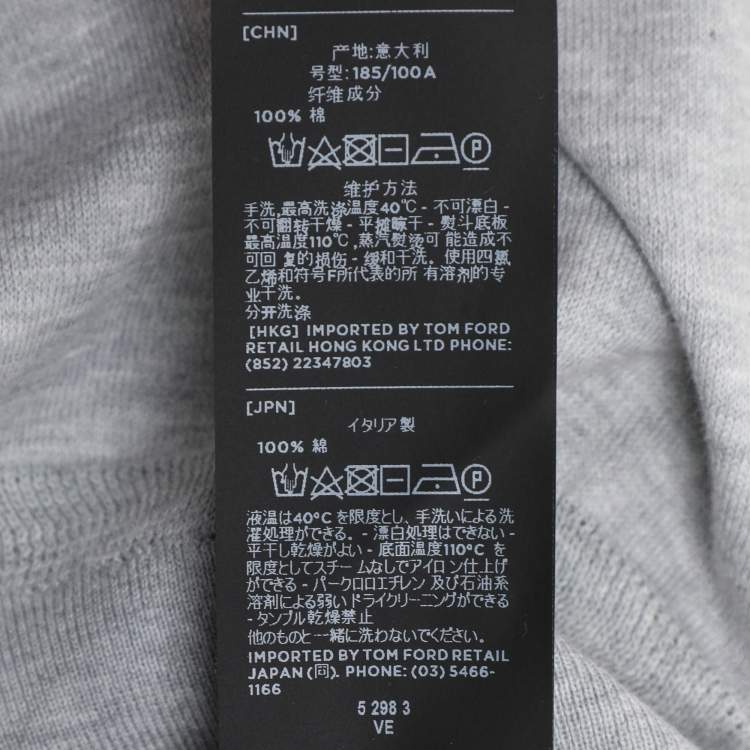 [CHN]
产地:意大利
号型:185/100A
纤维成分
100% 棉
P
维护方法
手洗,最高洗涤温度40℃ - 不可漂白 -
不可翻转干燥 - 平摊晾干 - 熨斗底板
最高温度110℃,蒸汽熨烫可 能造成不
可回 复的损伤 - 缓和干洗。使用四氯
乙烯和符号F所代表的所 有溶剂的专
业干洗。
分开洗涤
[HKG] IMPORTED BY TOM FORD
RETAIL HONG KONG LTD PHONE:
(852) 22347803
[JPN]
イタリア製
100% 綿
P
液温は40℃ を限度とし、手洗いによる洗
濯処理ができる。 - 漂白処理はできない -
平干し乾燥がよい - 底面温度110℃ を
限度としてスチームなしでアイロン仕上げ
ができる - パークロロエチレン 及び石油系
溶剤による弱いドライクリーニングができる
- タンブル乾燥禁止
他のものと一緒に洗わないでください。
IMPORTED BY TOM FORD RETAIL
JAPAN (同). PHONE: (03) 5466-
1166
5 298 3
VE